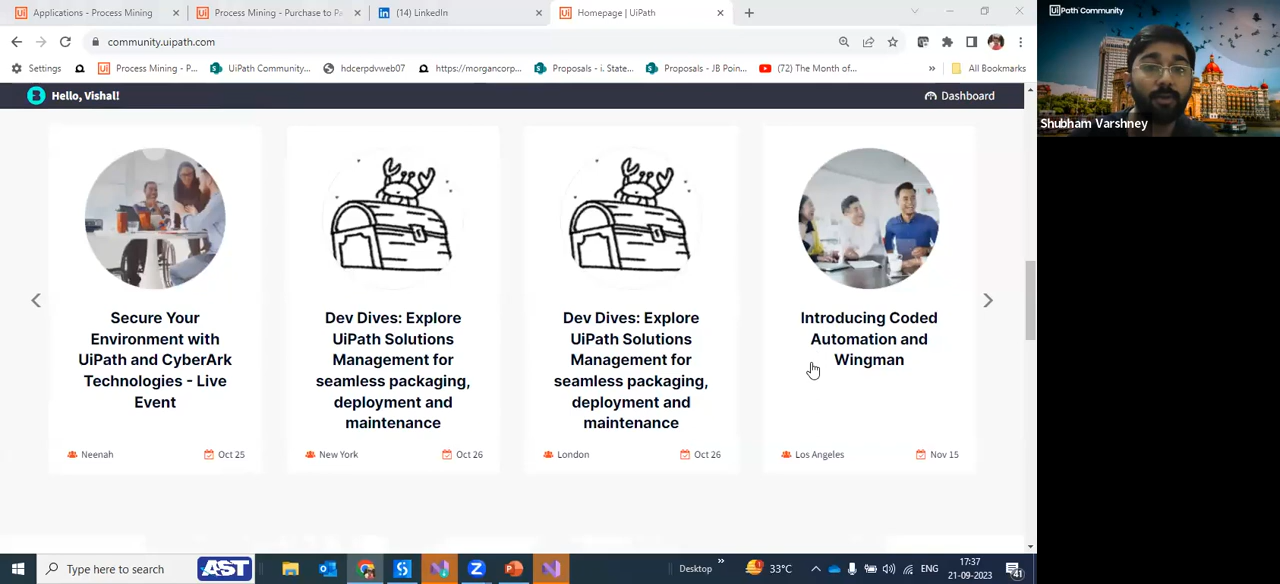 Applications - Process Mining
Process Mining - Purchase to Pa
(14) LinkedIn
Homepage | UiPath
community.uipath.com
Settings
Process Mining - P...
UiPath Community...
hdcerpdvweb07
https://morgancorp...
Proposals - i. State...
Proposals - JB Poin...
(72) The Month of...
»
All Bookmarks
Hello, Vishal!
Dashboard
Secure Your
Environment with
UiPath and CyberArk
Technologies - Live
Event
Neenah
Oct 25
Dev Dives: Explore
UiPath Solutions
Management for
seamless packaging,
deployment and
maintenance
New York
Oct 26
Dev Dives: Explore
UiPath Solutions
Management for
seamless packaging,
deployment and
maintenance
London
Oct 26
Introducing Coded
Automation and
Wingman
Los Angeles
Nov 15
UiPath Community
Shubham Varshney
Type here to search
AST
Desktop
»
33°C
ENG
17:37
21-09-2023
41